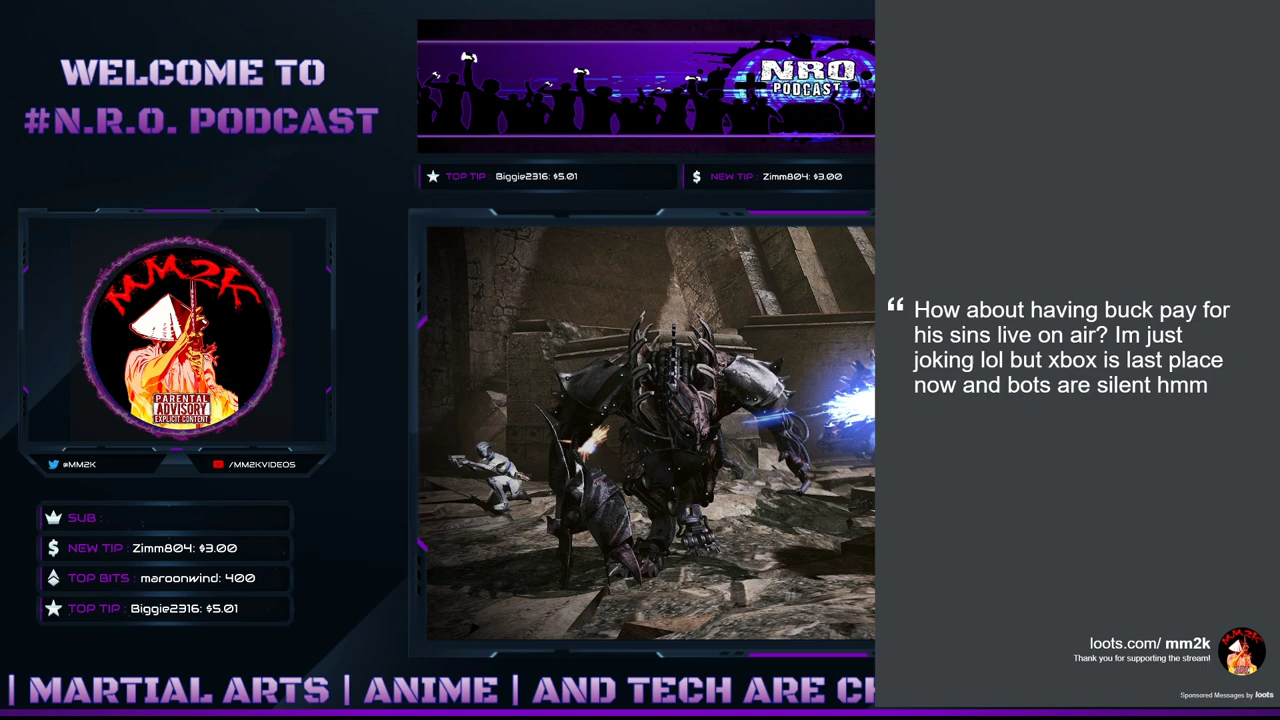 WELCOME TO
#N.R.O. PODCAST
NRO
PODCAST
TOP TIP : Biggie2316: $5.01
NEW TIP : Zimm804: $3.00
MM2K
PARENTAL
ADVISORY
EXPLICIT CONTENT
@MM2K
/MM2KVIDEOS
SUB :
NEW TIP : Zimm804: $3.00
TOP BITS : maroonwind: 400
TOP TIP : Biggie2316: $5.01
“ How about having buck pay for
his sins live on air? Im just
joking lol but xbox is last place
now and bots are silent hmm
loots.com/ mm2k
Thank you for supporting the stream!
MM2K
Sponsored Messages by loots
| MARTIAL ARTS | ANIME | AND TECH ARE